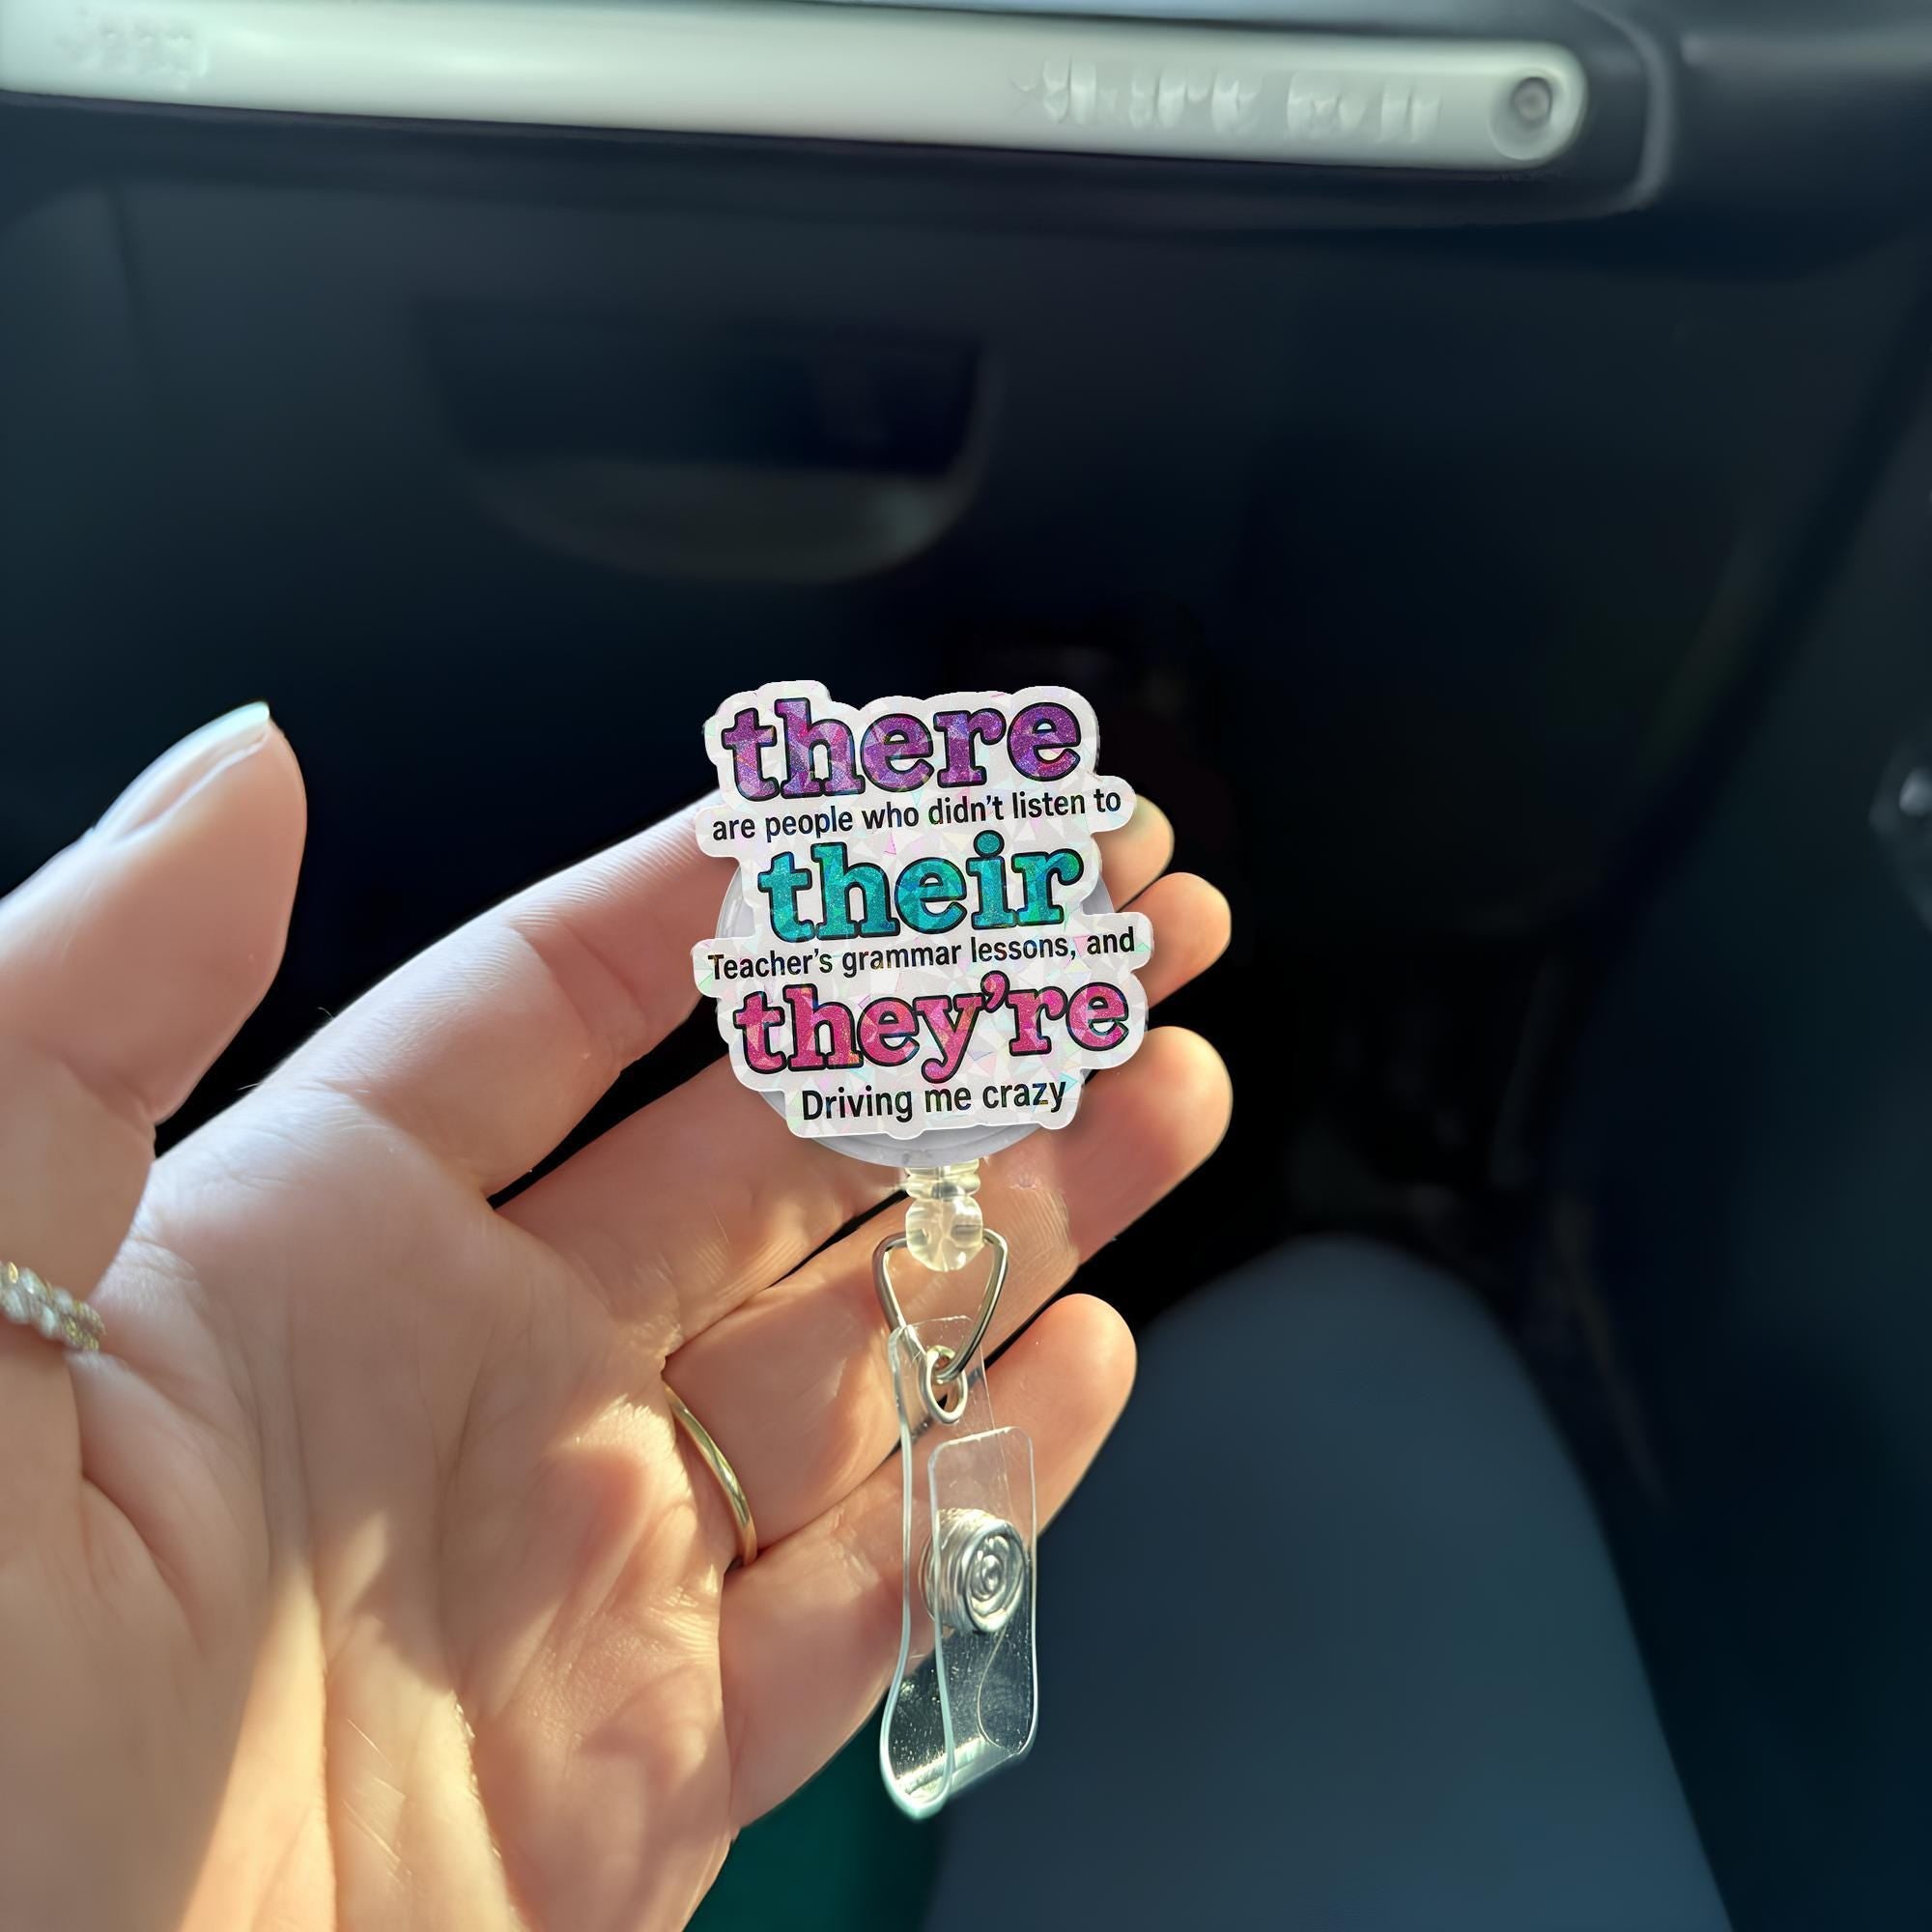 there
are people who didn't listen to
their
Teacher's grammar lessons, and
they're
Driving me crazy